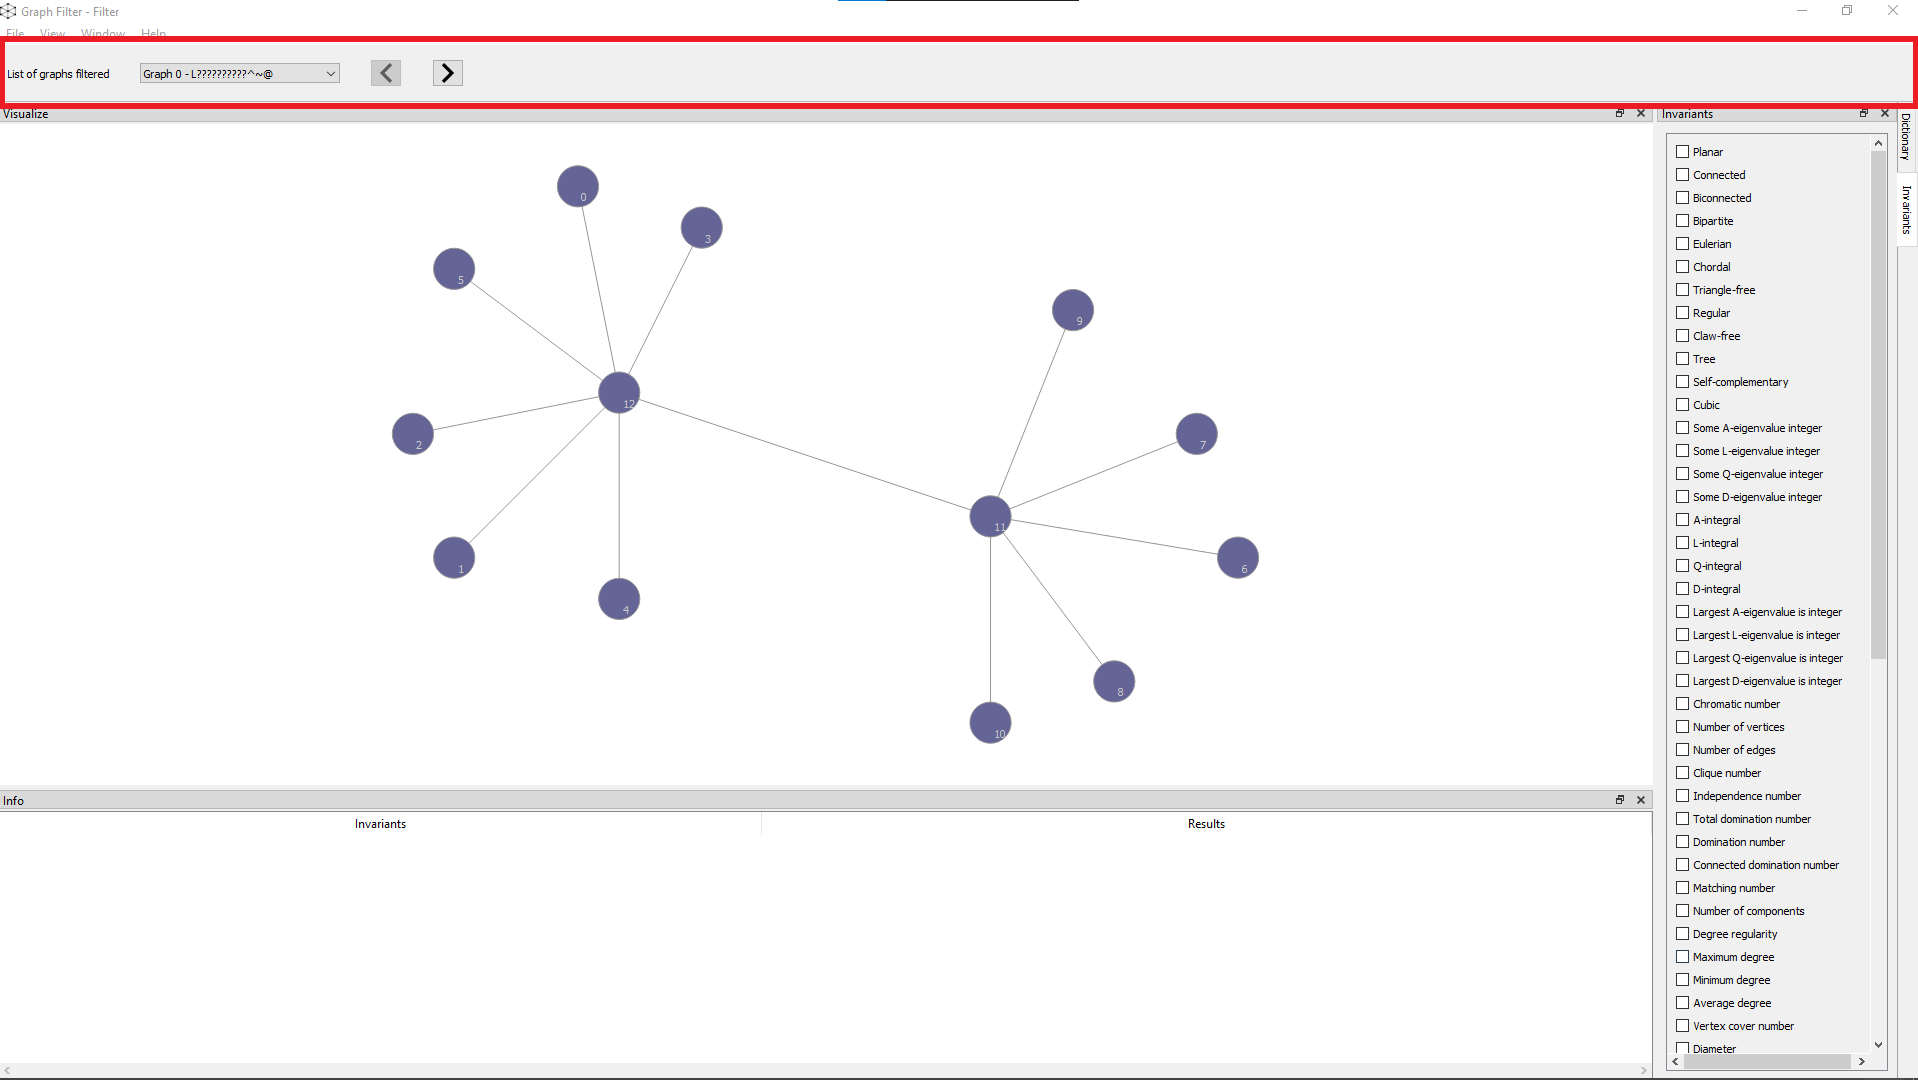 Graph Filter - Filter
File View Window Help
List of graphs filtered
Graph 0 - L??????????^~@
Visualize
Invariants
Dictionary
Invariants
0
3
5
9
12
2
7
11
1
6
4
8
10
Planar
Connected
Biconnected
Bipartite
Eulerian
Chordal
Triangle-free
Regular
Claw-free
Tree
Self-complementary
Cubic
Some A-eigenvalue integer
Some L-eigenvalue integer
Some Q-eigenvalue integer
Some D-eigenvalue integer
A-integral
L-integral
Q-integral
D-integral
Largest A-eigenvalue is integer
Largest L-eigenvalue is integer
Largest Q-eigenvalue is integer
Largest D-eigenvalue is integer
Chromatic number
Number of vertices
Number of edges
Clique number
Independence number
Total domination number
Domination number
Connected domination number
Matching number
Number of components
Degree regularity
Maximum degree
Minimum degree
Average degree
Vertex cover number
Diameter
Info
Invariants Results